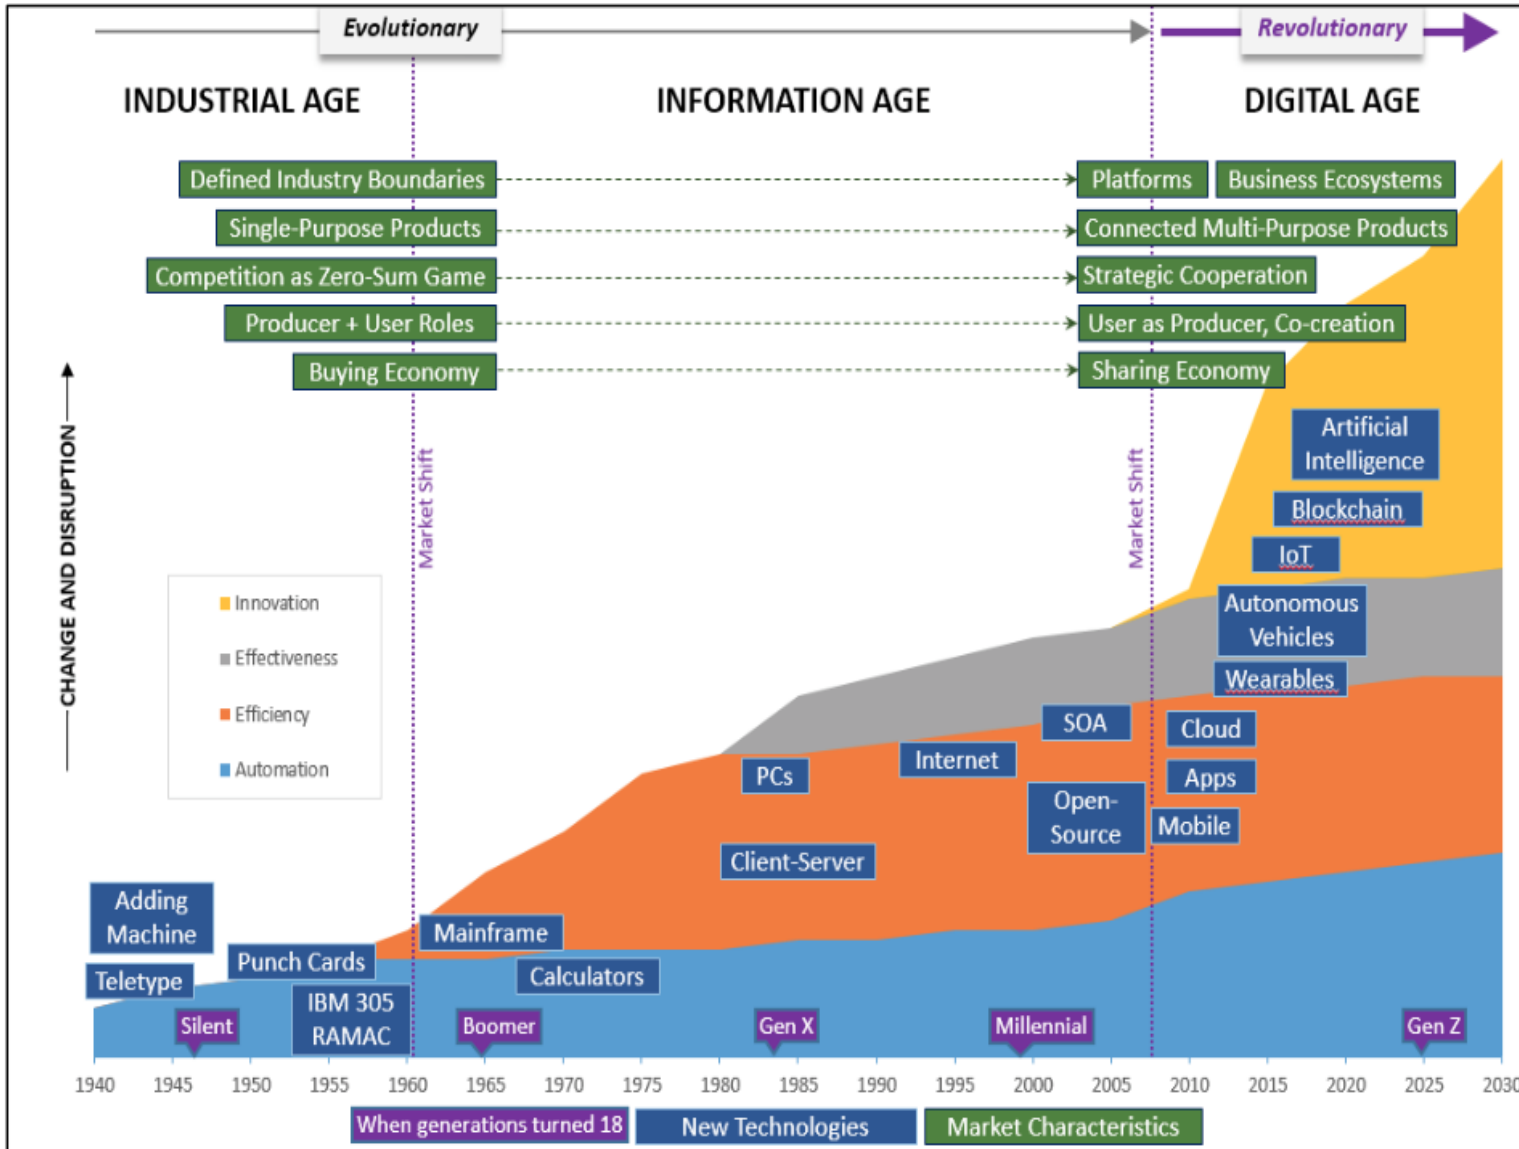 Evolutionary
Revolutionary
INDUSTRIAL AGE
INFORMATION AGE
DIGITAL AGE
Defined Industry Boundaries
Platforms
Business Ecosystems
Single-Purpose Products
Connected Multi-Purpose Products
Competition as Zero-Sum Game
Strategic Cooperation
Producer + User Roles
User as Producer, Co-creation
Buying Economy
Sharing Economy
CHANGE AND DISRUPTION
Market Shift
Market Shift
Artificial
Intelligence
Blockchain
IoT
Autonomous
Vehicles
Wearables
Innovation
Effectiveness
Efficiency
Automation
SOA
Cloud
Internet
PCs
Apps
Open-
Source
Mobile
Client-Server
Adding
Machine
Mainframe
Punch Cards
Calculators
Teletype
IBM 305
RAMAC
Silent
Boomer
Gen X
Millennial
Gen Z
1940 1945 1950 1955 1960 1965 1970 1975 1980 1985 1990 1995 2000 2005 2010 2015 2020 2025 2030
When generations turned 18
New Technologies
Market Characteristics